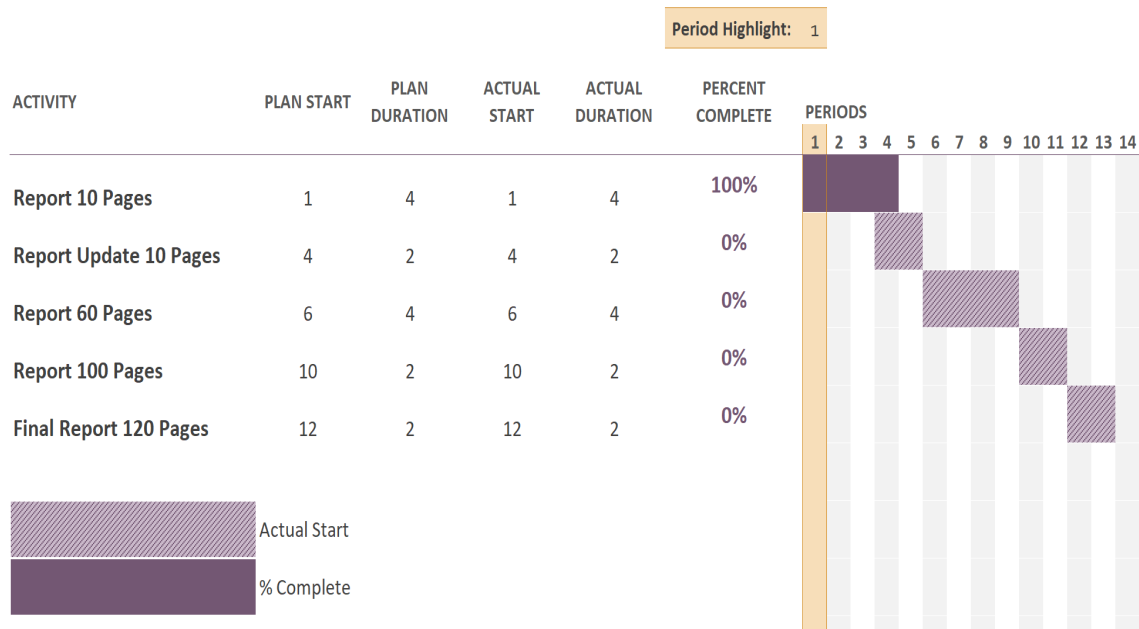 Period Highlight: 1
ACTIVITY PLAN START PLAN DURATION ACTUAL START ACTUAL DURATION PERCENT COMPLETE PERIODS
1 2 3 4 5 6 7 8 9 10 11 12 13 14
Report 10 Pages 1 4 1 4 100%
Report Update 10 Pages 4 2 4 2 0%
Report 60 Pages 6 4 6 4 0%
Report 100 Pages 10 2 10 2 0%
Final Report 120 Pages 12 2 12 2 0%
Actual Start
% Complete